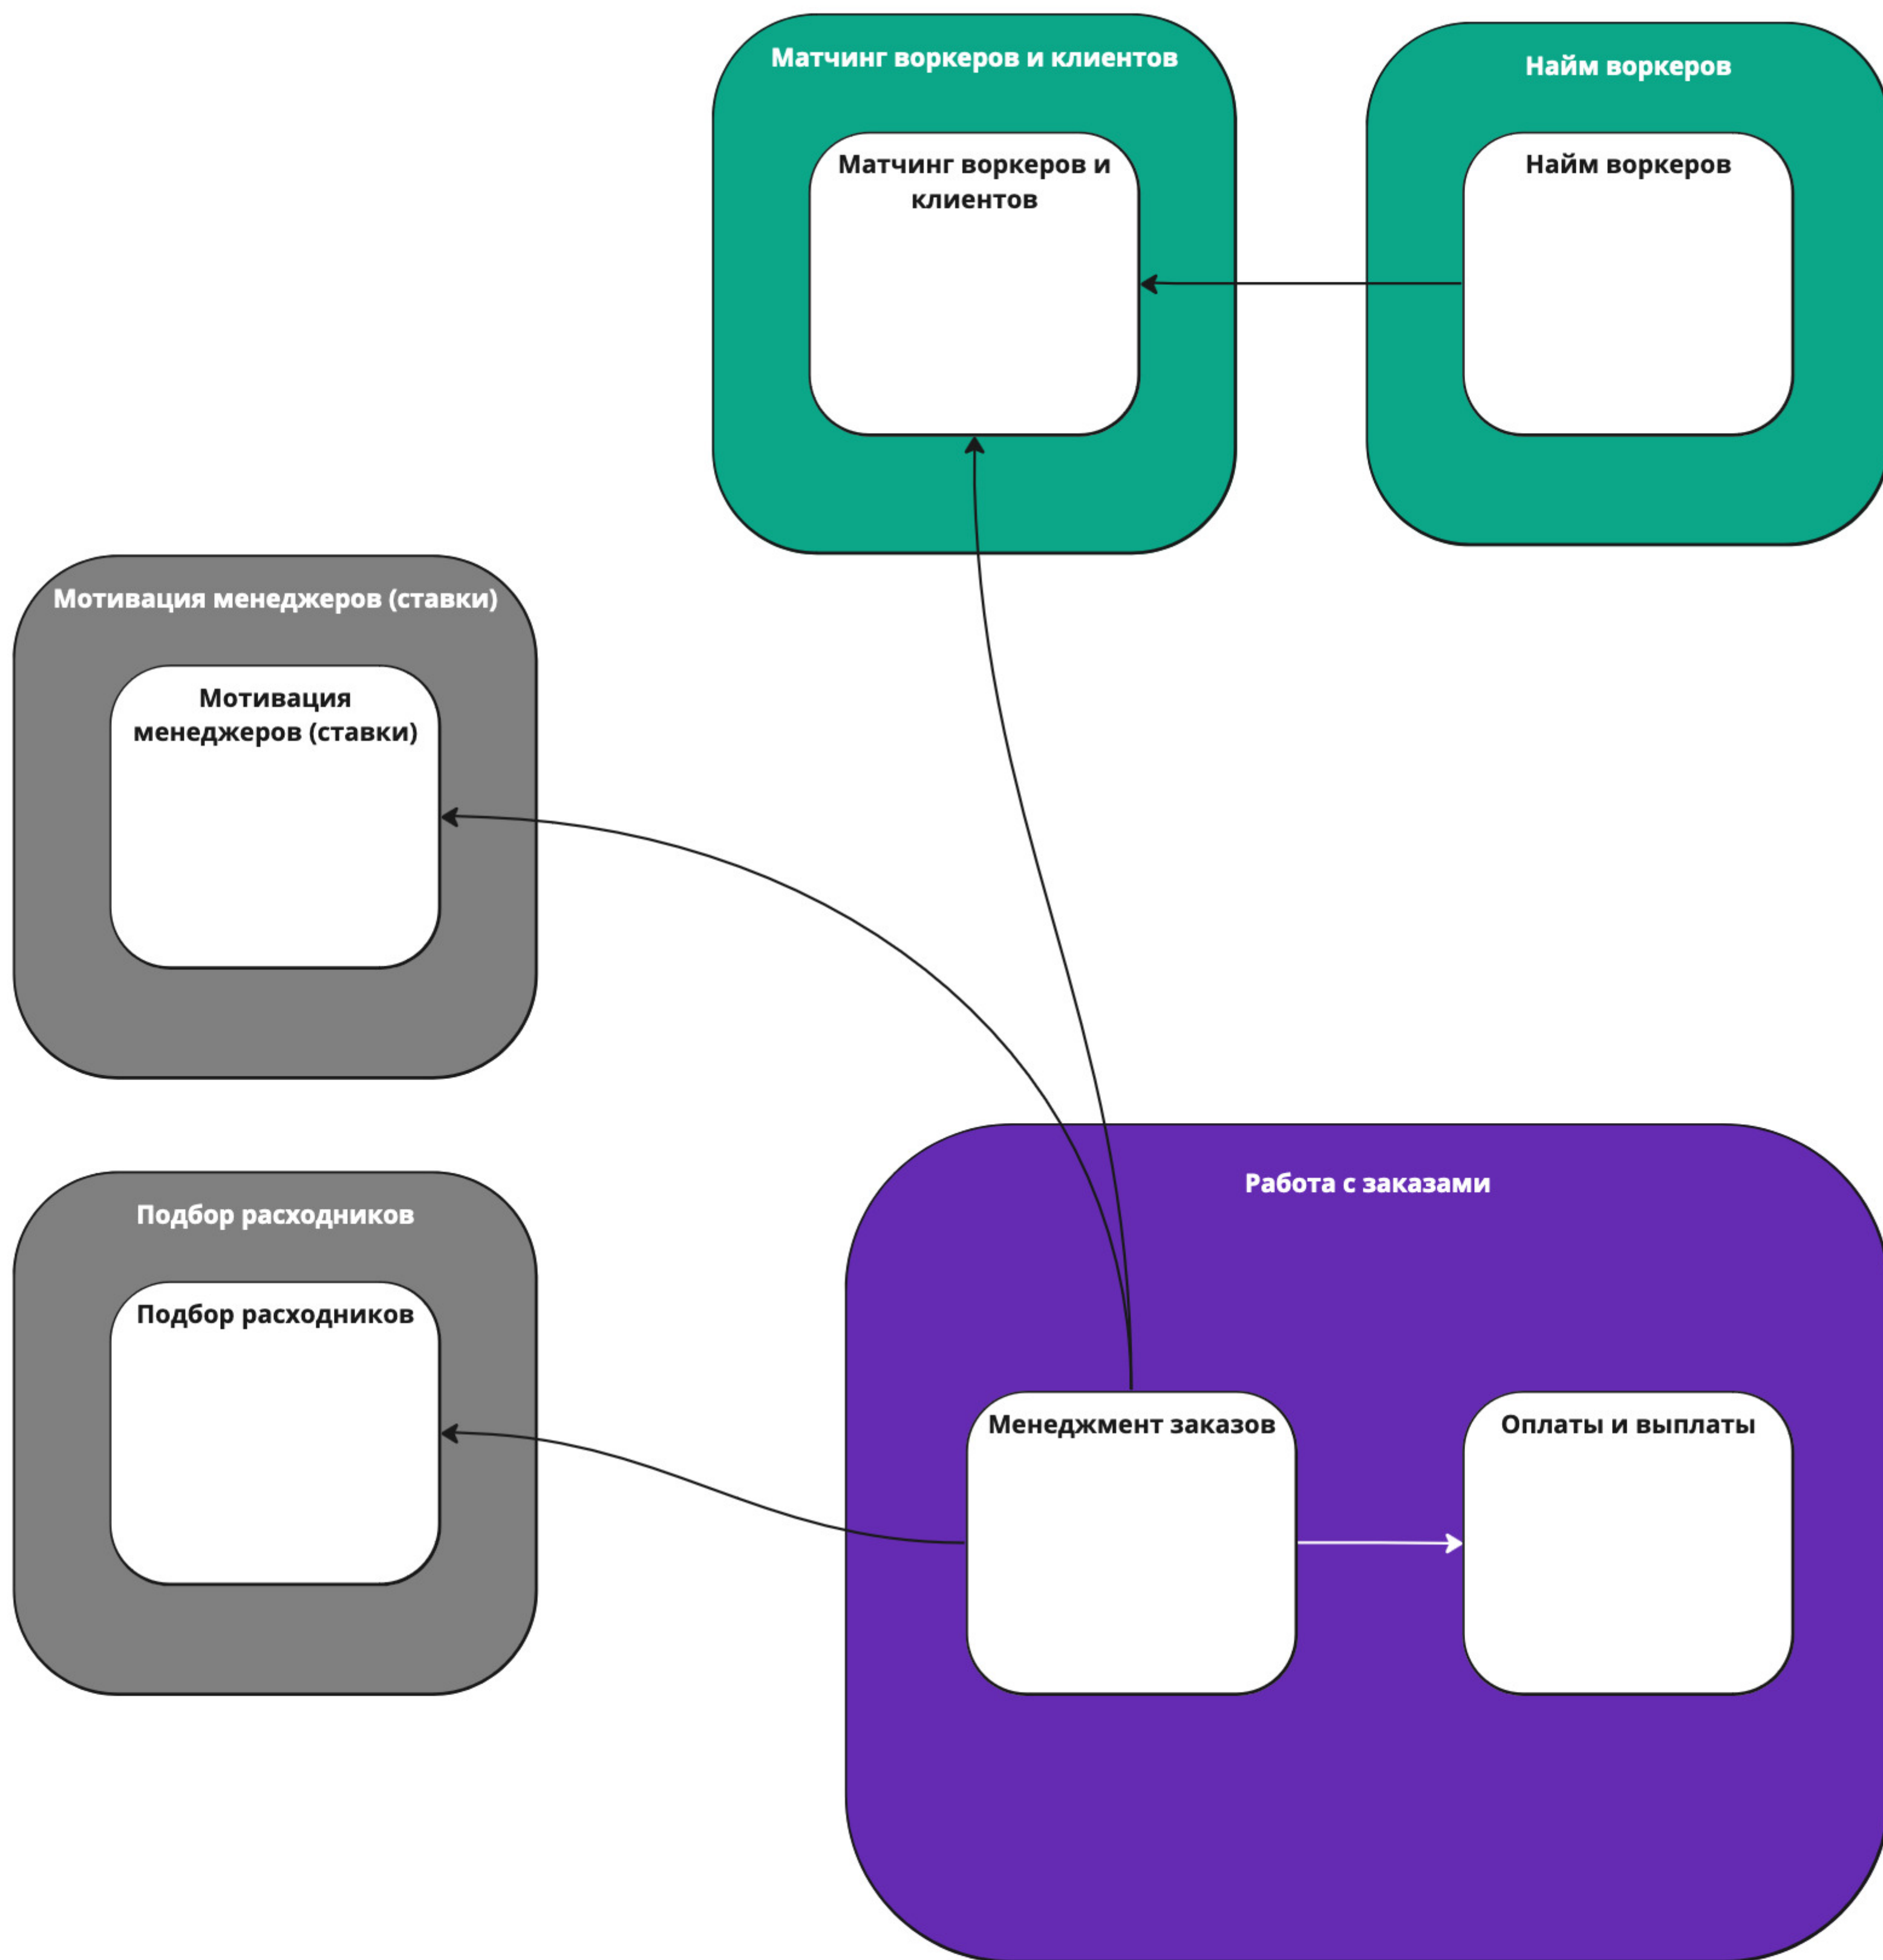 Матчинг воркеров и клиентов
Матчинг воркеров и
клиентов
Найм воркеров
Найм воркеров
Мотивация менеджеров (ставки)
Мотивация
менеджеров (ставки)
Подбор расходников
Подбор расходников
Работа с заказами
Менеджмент заказов
Оплаты и выплаты